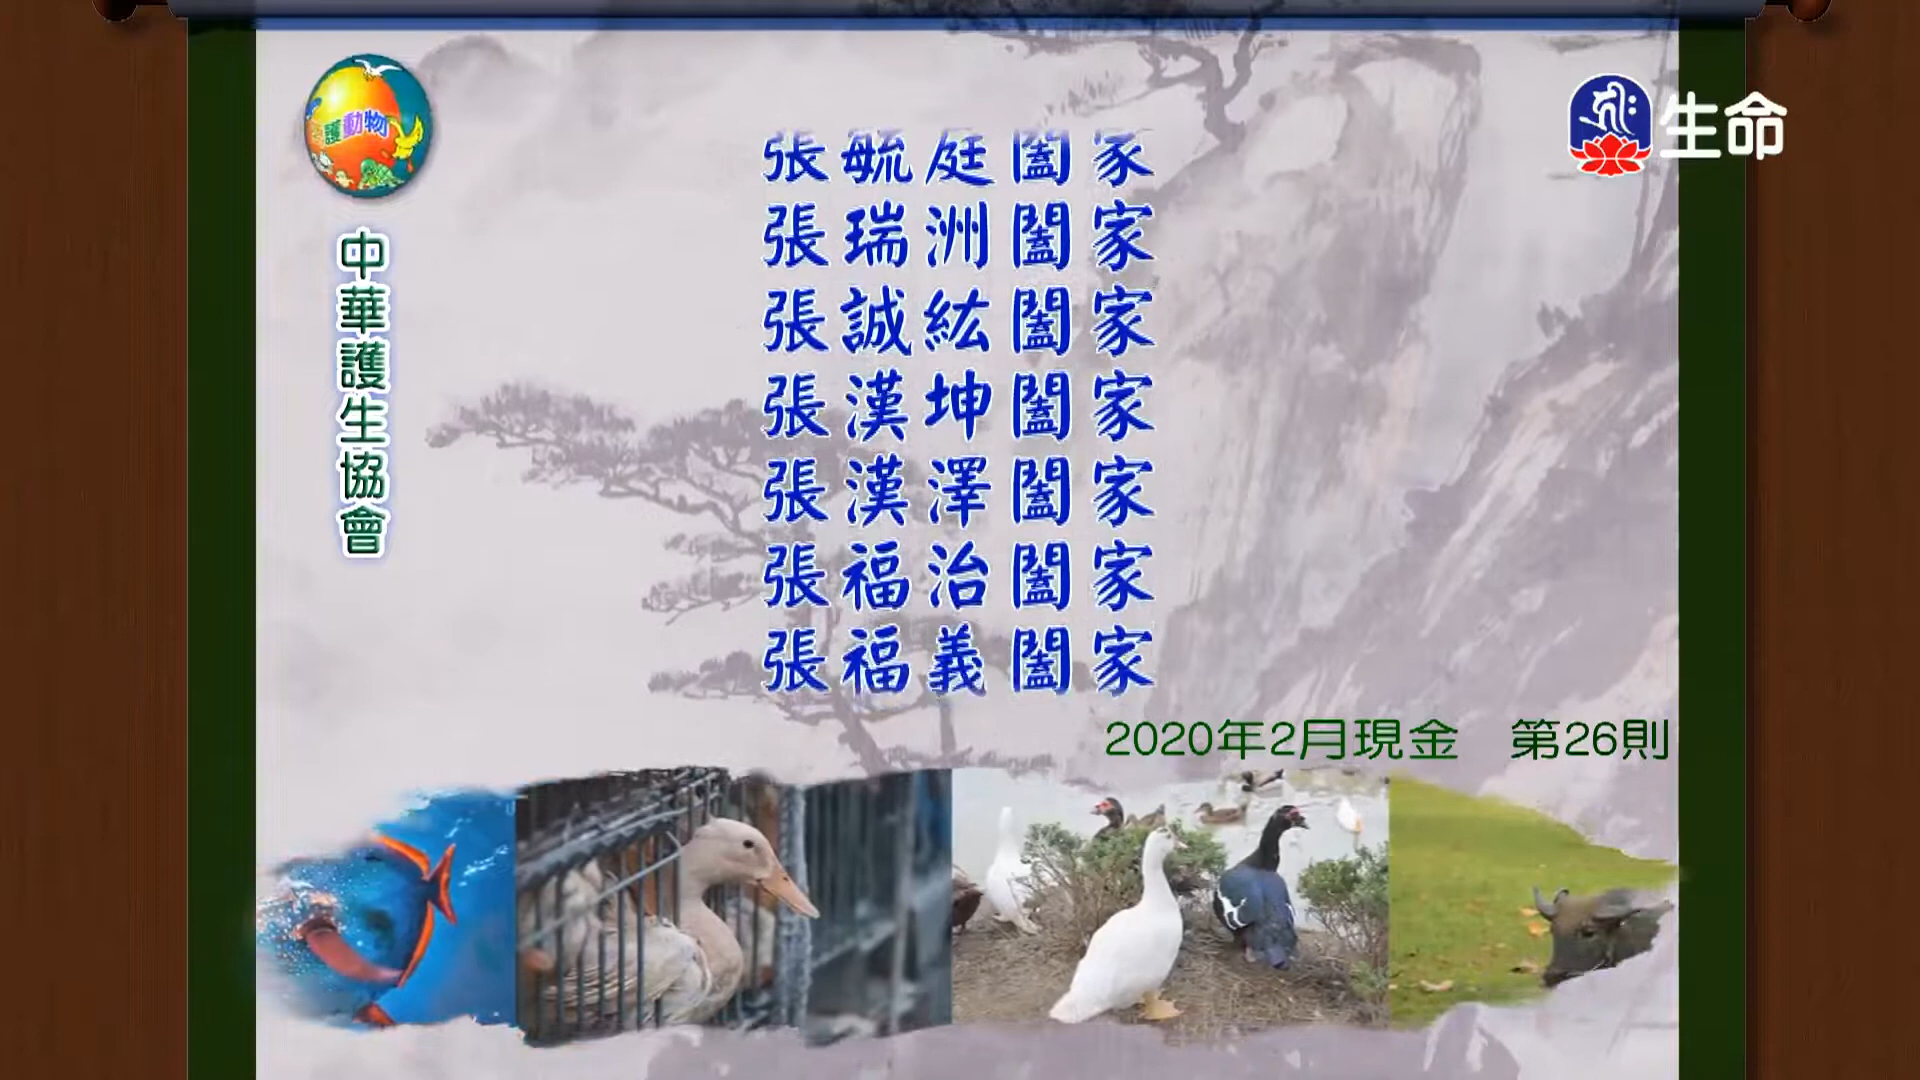 護動物
生命
中華護生協會
張毓庭闔家
張瑞洲闔家
張誠紘闔家
張漢坤闔家
張漢澤闔家
張福治闔家
張福義闔家
2020年2月現金 第26則